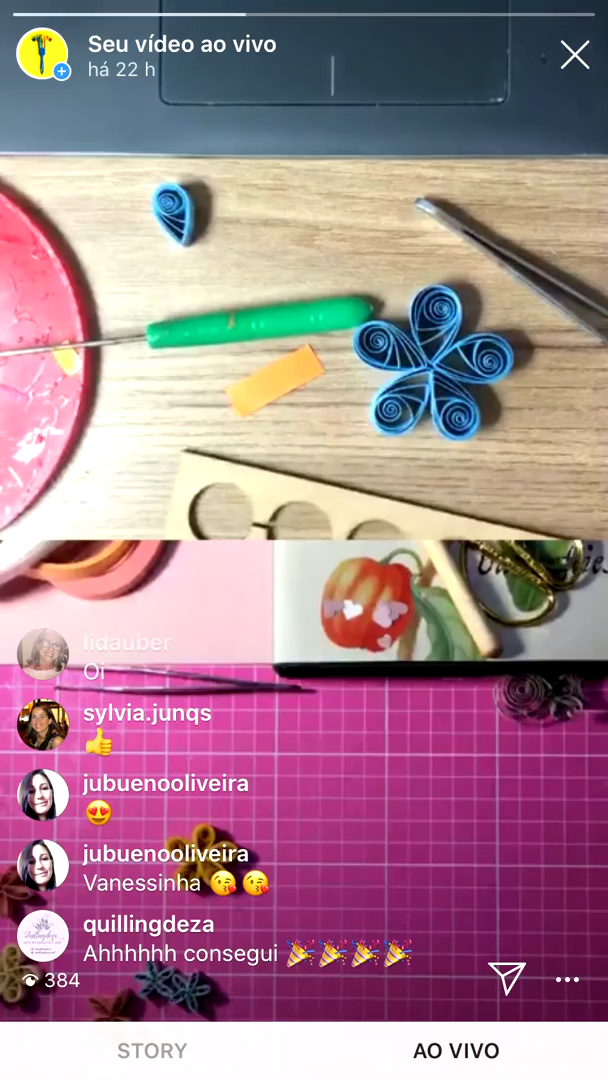 Seu vídeo ao vivo
há 22 h
lidauber
Oi
sylvia.junqs
👍
jubuenooliveira
😍
jubuenooliveira
Vanessinha 😘😘
quillingdeza
Ahhhhhh consegui 🎉🎉🎉🎉
384
STORY
AO VIVO